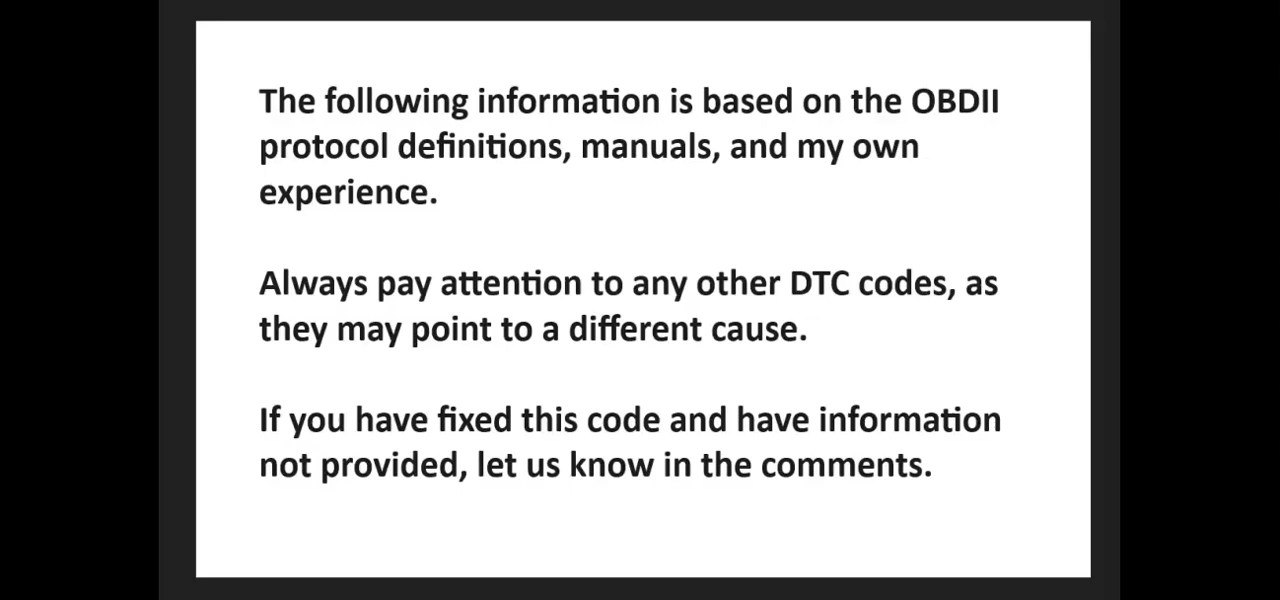 The following information is based on the OBDII
protocol definitions, manuals, and my own
experience.
Always pay attention to any other DTC codes, as
they may point to a different cause.
If you have fixed this code and have information
not provided, let us know in the comments.